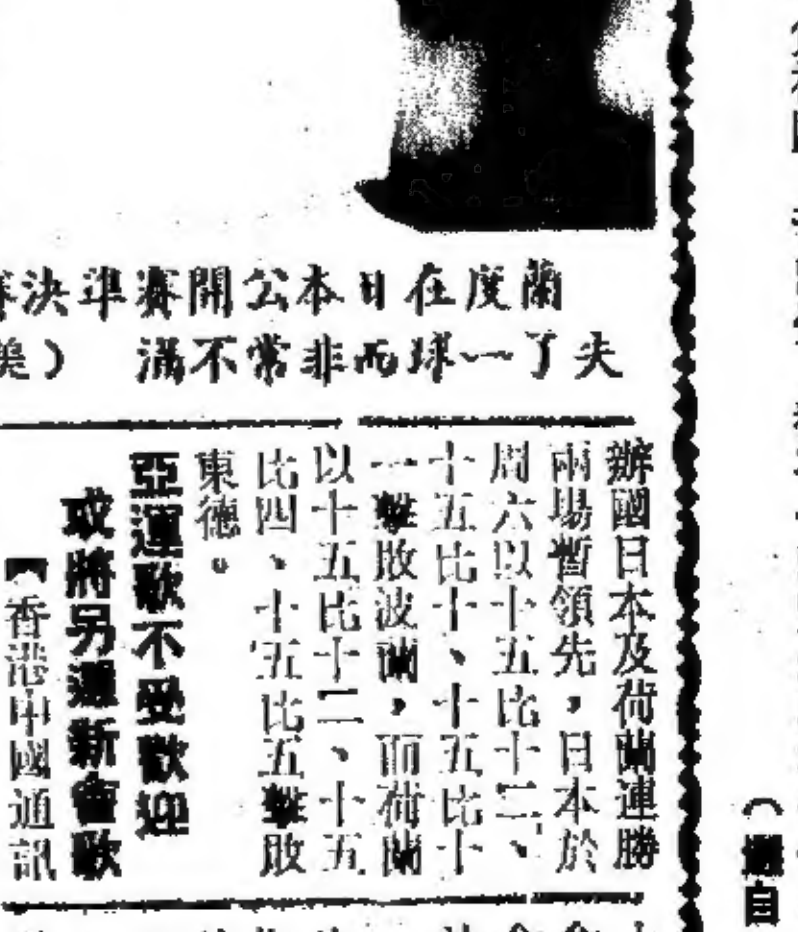 蘭度在日本公開賽準決賽
失了一球而非常不滿（美
辦國日本及荷蘭連勝
兩場暫領先，日本於
周六以十五比十二、
十五比十、十五比十
一擊敗波蘭，而荷蘭
以十五比十二、十五
比四、十五比五擊敗
東德。
亞運歌不受歡迎
或將另選新會歌
【香港中國通訊